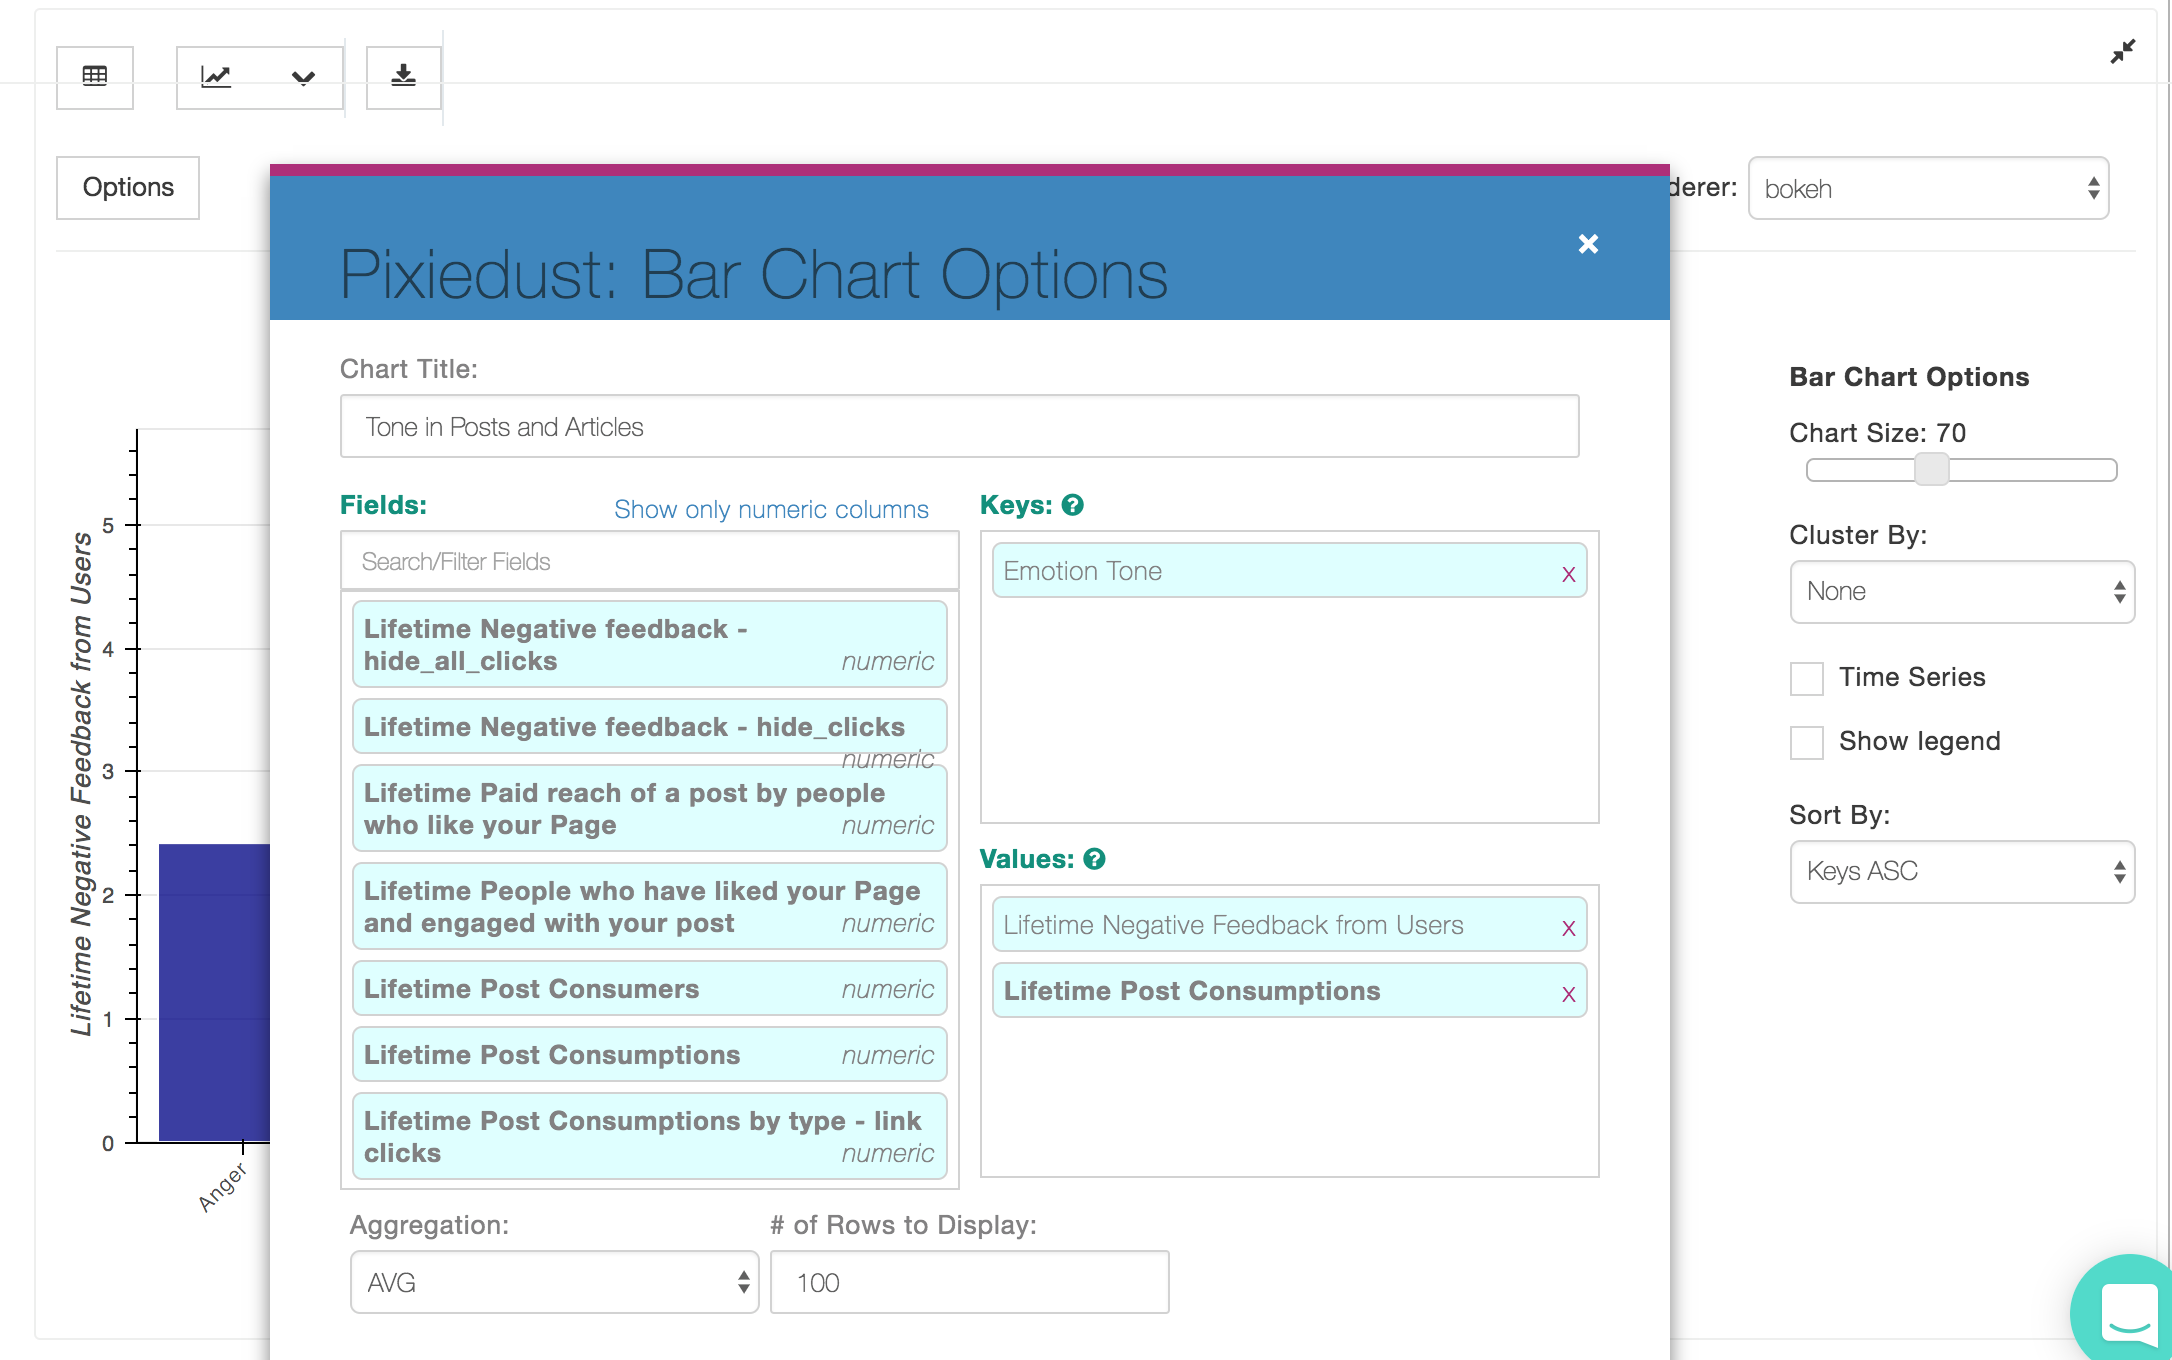 Options
derer:
bokeh
Pixiedust: Bar Chart Options
Chart Title:
Tone in Posts and Articles
Fields:
Show only numeric columns
Search/Filter Fields
Lifetime Negative feedback -
hide_all_clicks
numeric
Lifetime Negative feedback - hide_clicks
numeric
Lifetime Paid reach of a post by people
who like your Page
numeric
Lifetime People who have liked your Page
and engaged with your post
numeric
Lifetime Post Consumers
numeric
Lifetime Post Consumptions
numeric
Lifetime Post Consumptions by type - link
clicks
numeric
Keys:
Emotion Tone
x
Values:
Lifetime Negative Feedback from Users
x
Lifetime Post Consumptions
x
Aggregation:
AVG
# of Rows to Display:
100
Bar Chart Options
Chart Size: 70
Cluster By:
None
Time Series
Show legend
Sort By:
Keys ASC
Lifetime Negative Feedback from Users
5
4
3
2
1
0
Anger